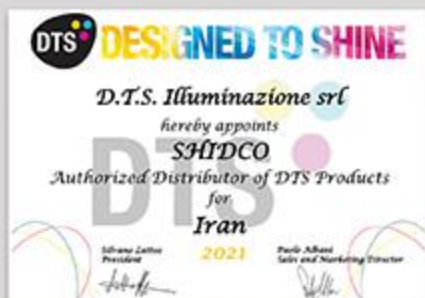 DTS DESIGNED TO SHINE
D.T.S. Illuminazione srl
hereby appoints
SHIDCO
Authorized Distributor of DTS Products
for
Iran
DTS
2021
Silvano Lattes
President
Paolo Albani
Sales and Marketing Director